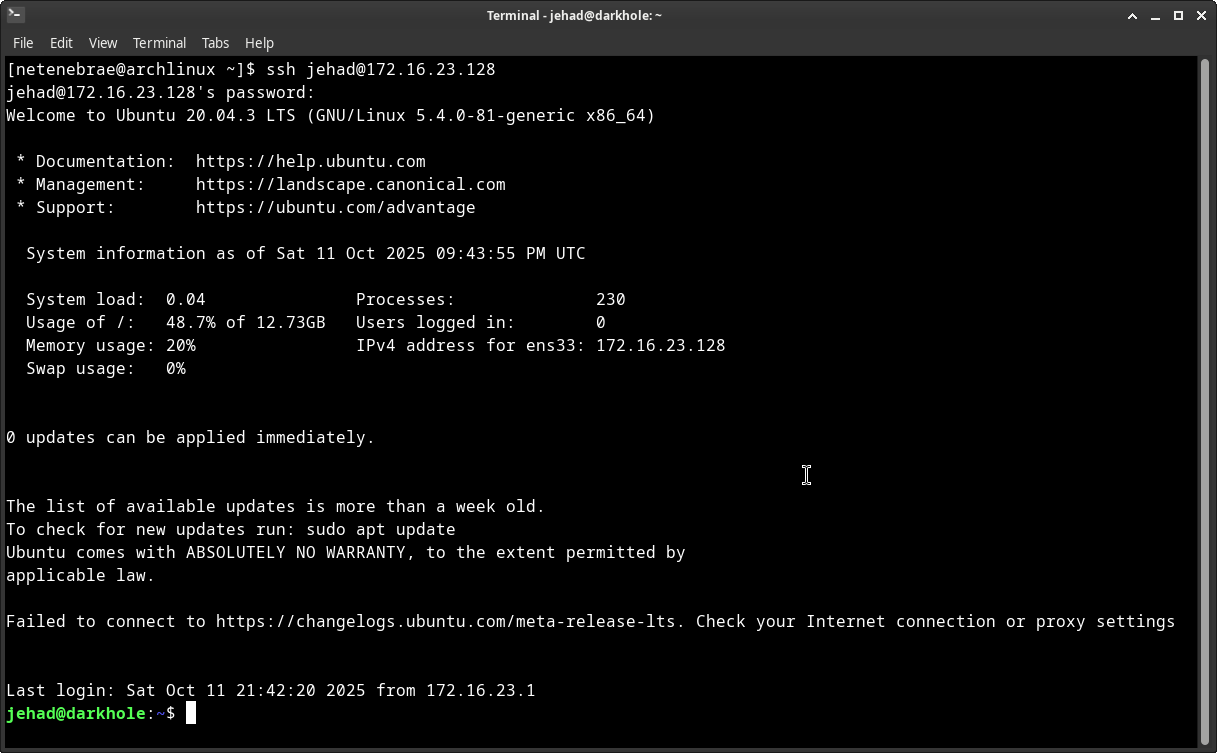 Terminal - jehad@darkhole: ~
File Edit View Terminal Tabs Help
[netenebrae@archlinux ~]$ ssh jehad@172.16.23.128
jehad@172.16.23.128's password:
Welcome to Ubuntu 20.04.3 LTS (GNU/Linux 5.4.0-81-generic x86_64)

 * Documentation:  https://help.ubuntu.com
 * Management:     https://landscape.canonical.com
 * Support:        https://ubuntu.com/advantage

  System information as of Sat 11 Oct 2025 09:43:55 PM UTC

  System load:  0.04               Processes:              230
  Usage of /:   48.7% of 12.73GB   Users logged in:        0
  Memory usage: 20%                IPv4 address for ens33: 172.16.23.128
  Swap usage:   0%


0 updates can be applied immediately.


The list of available updates is more than a week old.
To check for new updates run: sudo apt update
Ubuntu comes with ABSOLUTELY NO WARRANTY, to the extent permitted by
applicable law.

Failed to connect to https://changelogs.ubuntu.com/meta-release-lts. Check your Internet connection or proxy settings


Last login: Sat Oct 11 21:42:20 2025 from 172.16.23.1
jehad@darkhole:~$